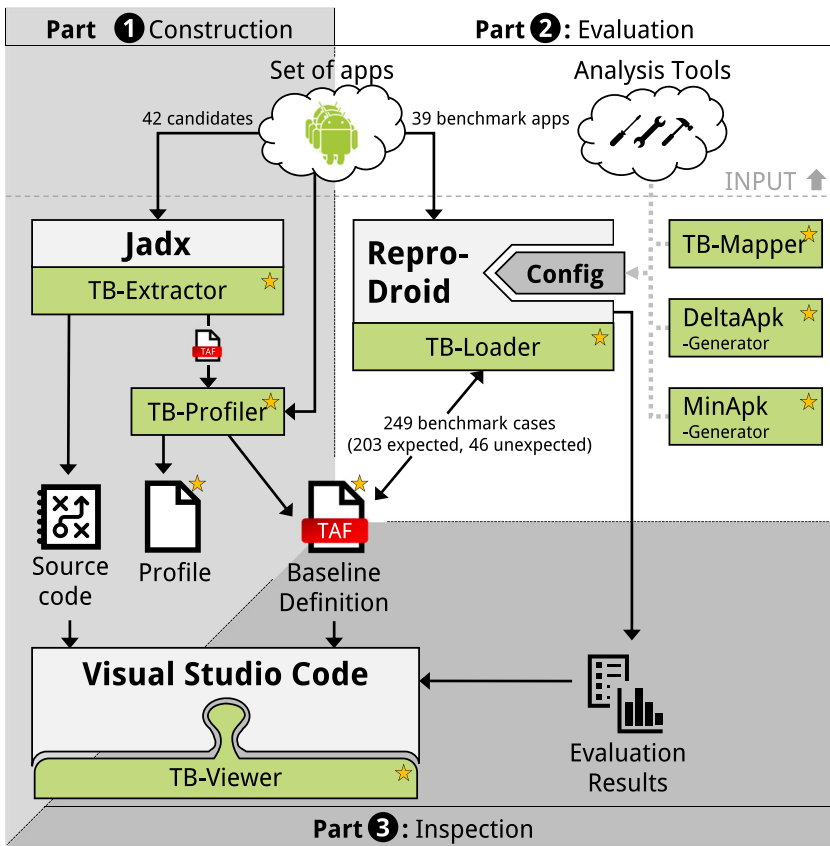 Part ❶ Construction
Part ❷: Evaluation
Set of apps
Analysis Tools
42 candidates
39 benchmark apps
INPUT
Jadx
TB-Extractor
TAF
TB-Profiler
Repro-
Droid
Config
TB-Loader
TB-Mapper
DeltaApk
-Generator
MinApk
-Generator
249 benchmark cases
(203 expected, 46 unexpected)
TAF
Source
code
Profile
Baseline
Definition
Visual Studio Code
TB-Viewer
Evaluation
Results
Part ❸: Inspection